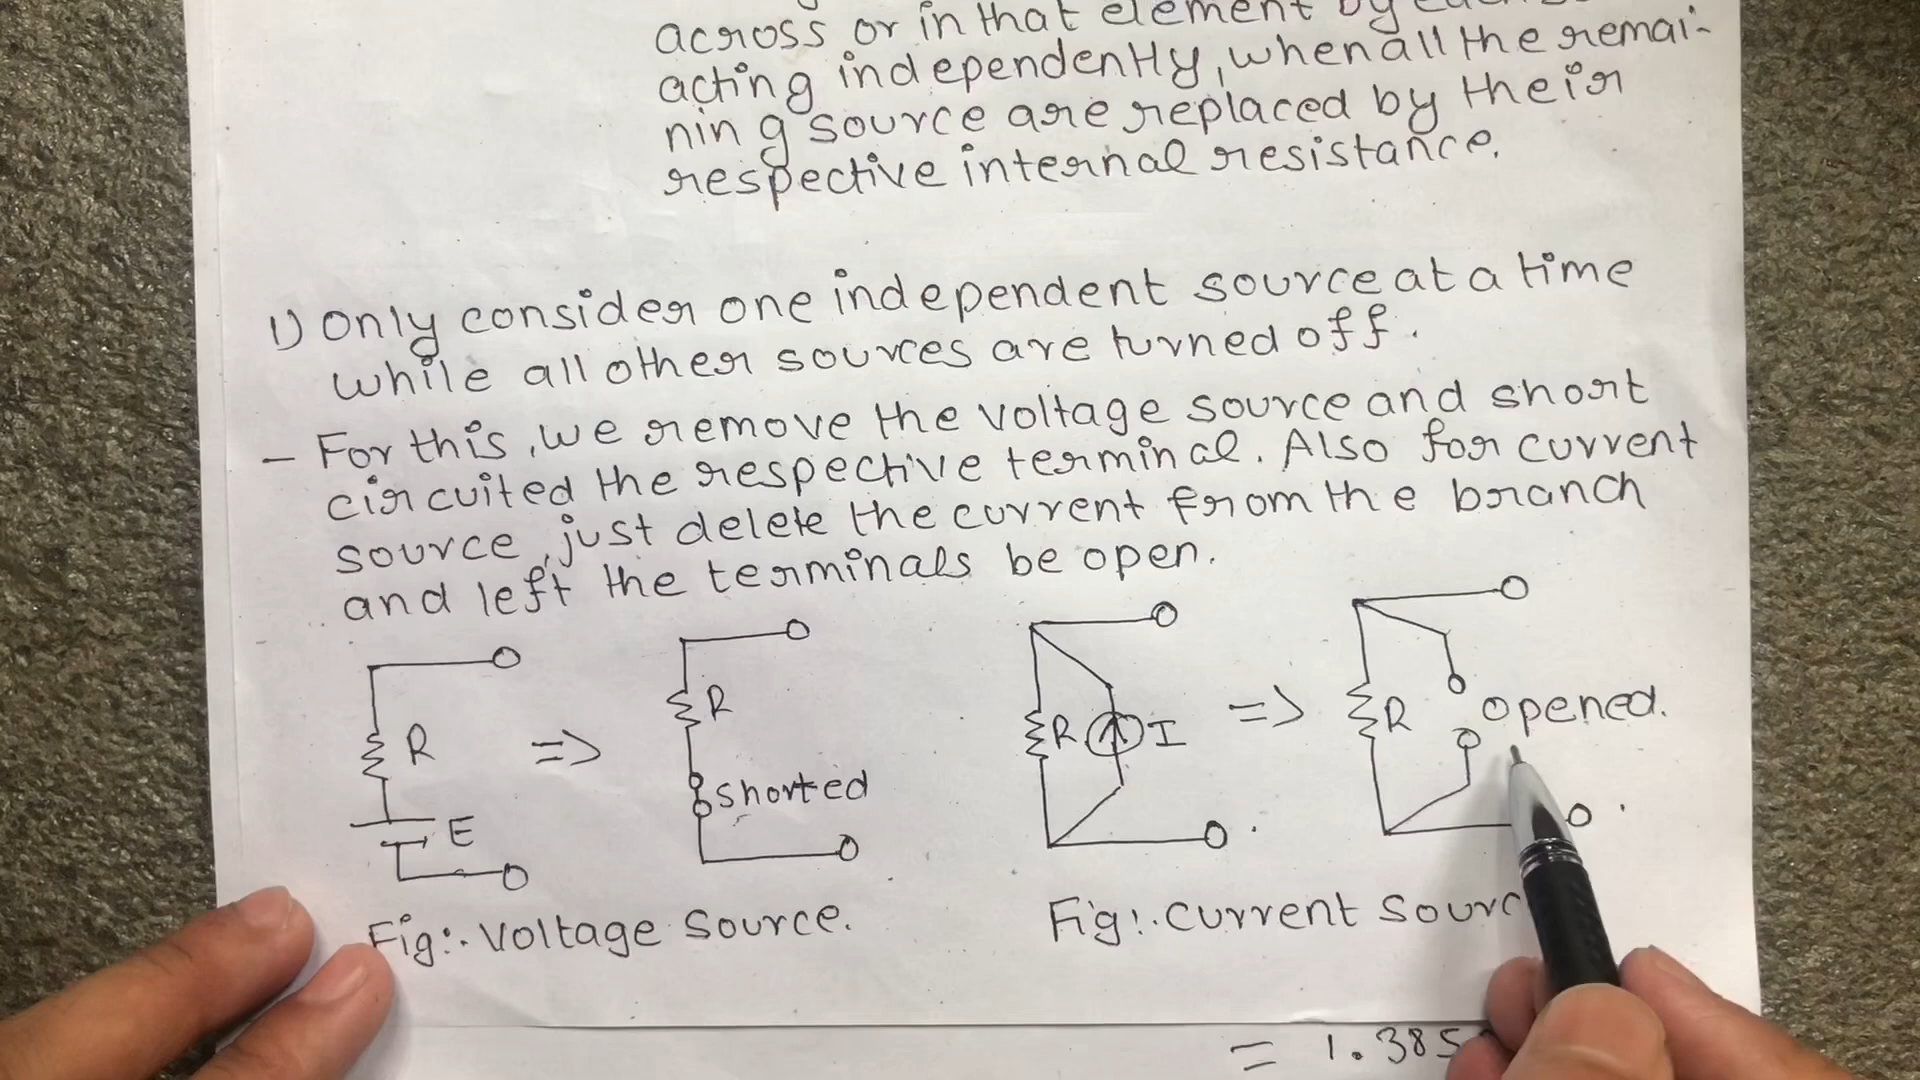 across or in that element by
acting independently, when all the remai-
ning source are replaced by their
respective internal resistance.
1) Only consider one independent source at a time
while all other sources are turned off.
- For this, we remove the voltage source and short
circuited the respective terminal. Also for current
source, just delete the current from the branch
and left the terminals be open.
R E => R shorted
R I => R opened.
Fig:- Voltage source.
Fig:- Current sourc
= 1.385